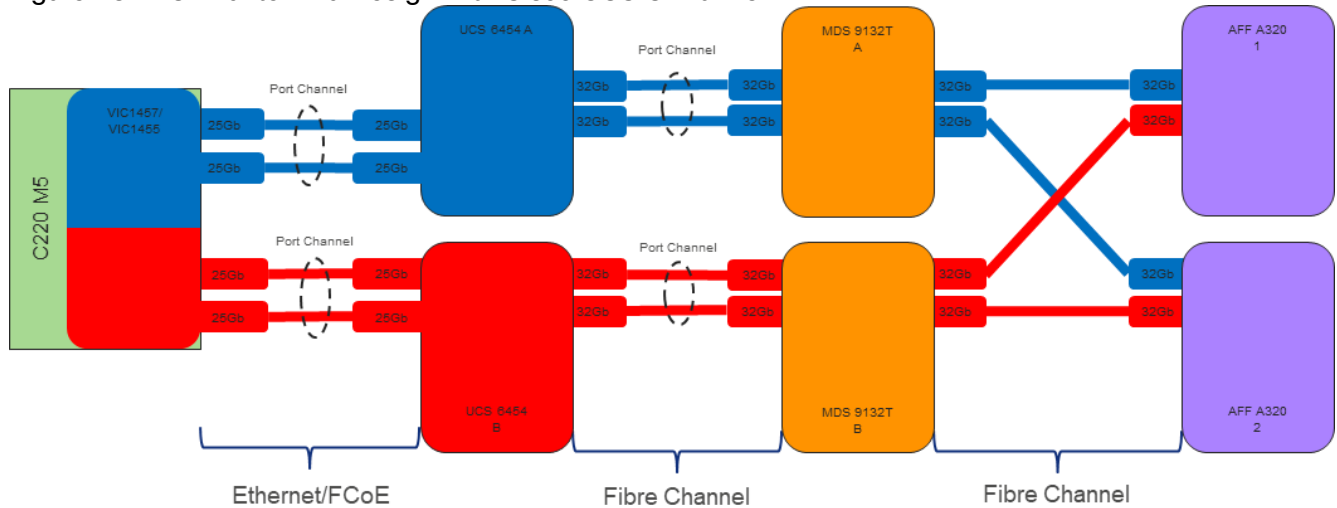 UCS 6454 A
MDS 9132T
A
AFF A320
1
Port Channel
32Gb
32Gb
32Gb
32Gb
32Gb
32Gb
32Gb
32Gb
C220 M5
VIC1457/
VIC1455
Port Channel
25Gb
25Gb
25Gb
25Gb
Port Channel
25Gb
25Gb
25Gb
25Gb
Port Channel
32Gb
32Gb
32Gb
32Gb
32Gb
32Gb
32Gb
32Gb
UCS 6454
B
MDS 9132T
B
AFF A320
2
Ethernet/FCoE
Fibre Channel
Fibre Channel